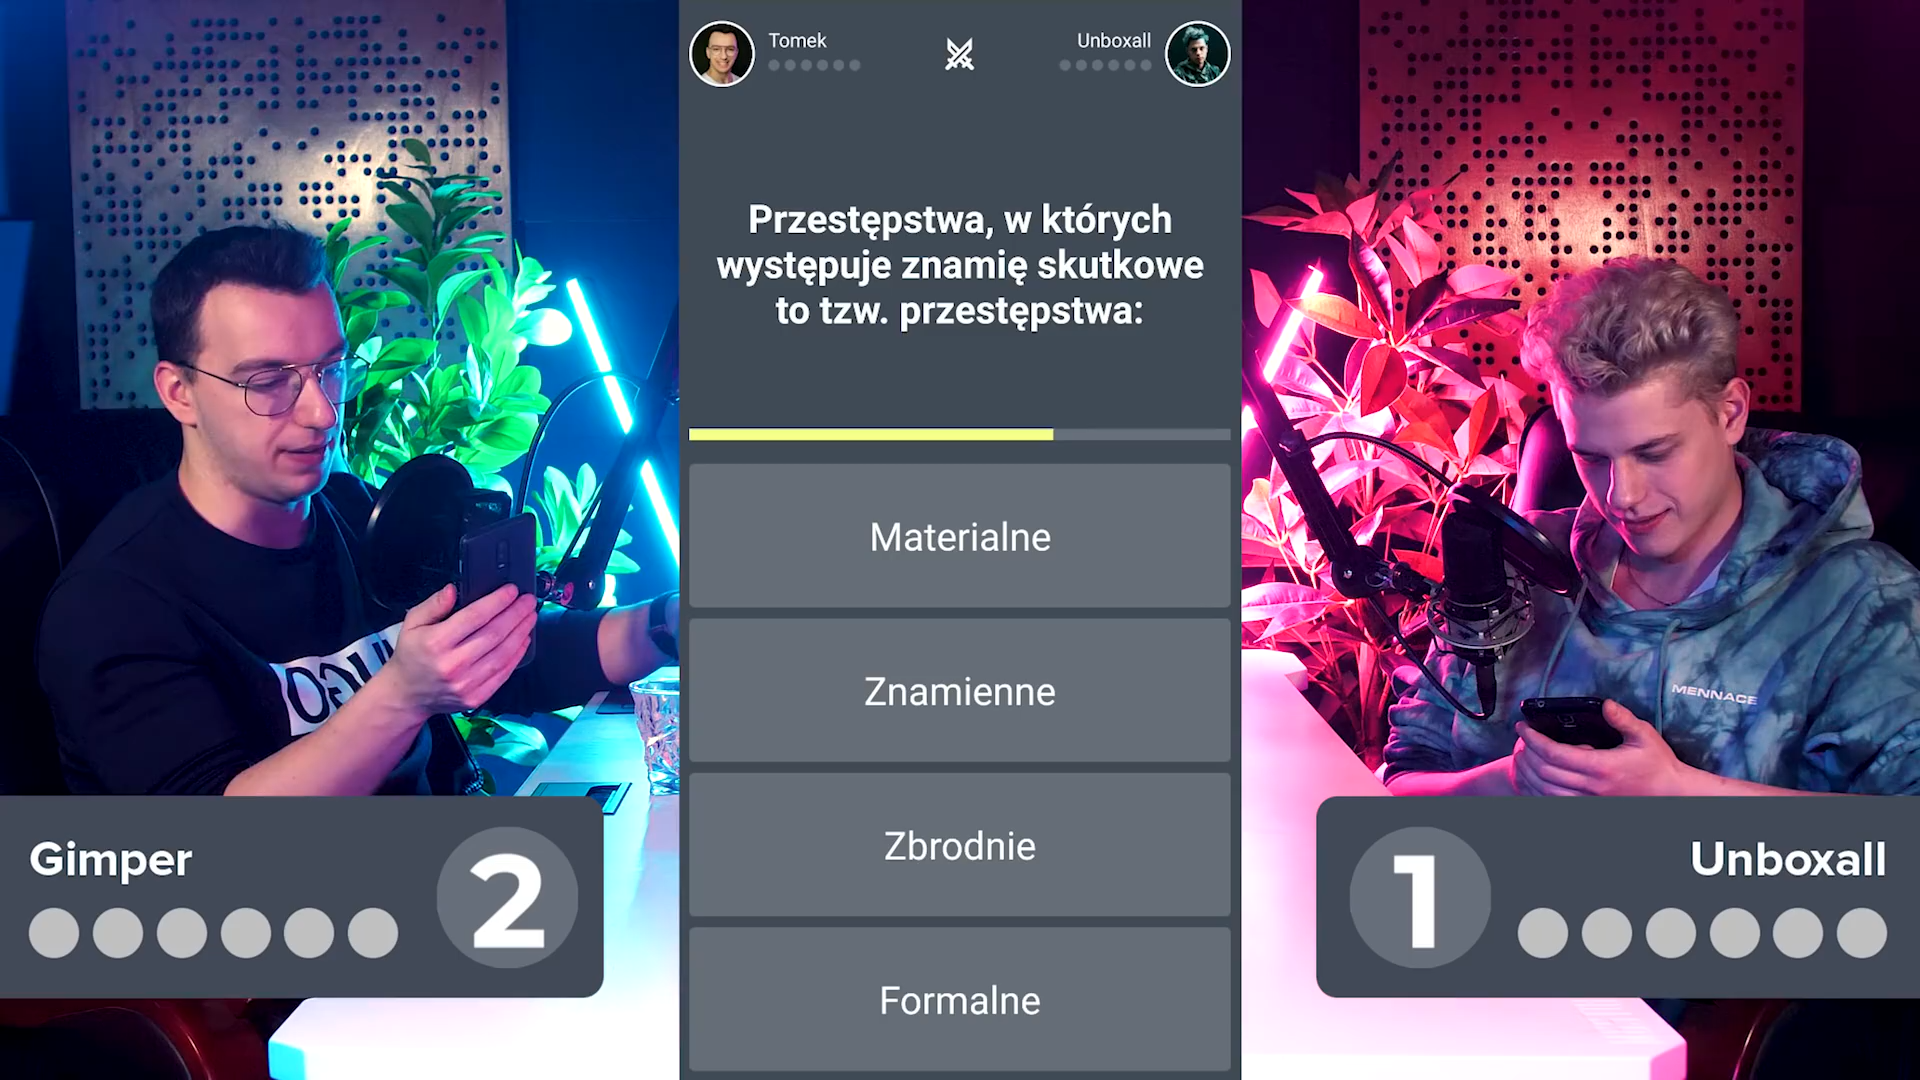 Tomek
Unboxall
Przestępstwa, w których
występuje znamię skutkowe
to tzw. przestępstwa:
Materialne
Znamienne
Zbrodnie
Formalne
MENNACE
Gimper
2
1
Unboxall